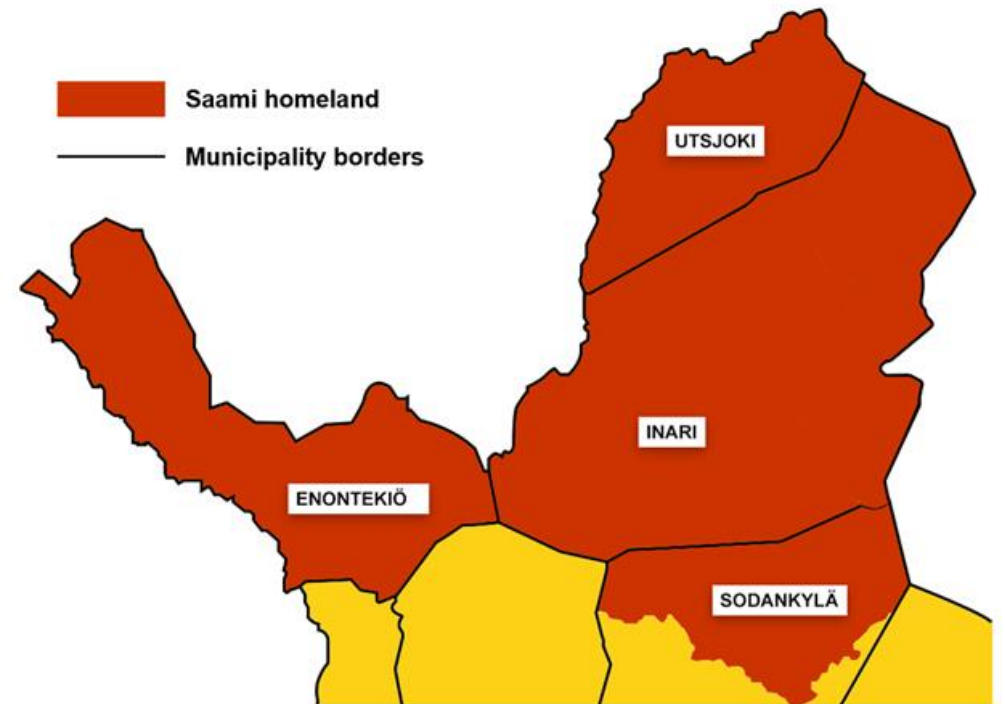 Saami homeland
Municipality borders
UTSJOKI
INARI
ENONTEKIÖ
SODANKYLÄ